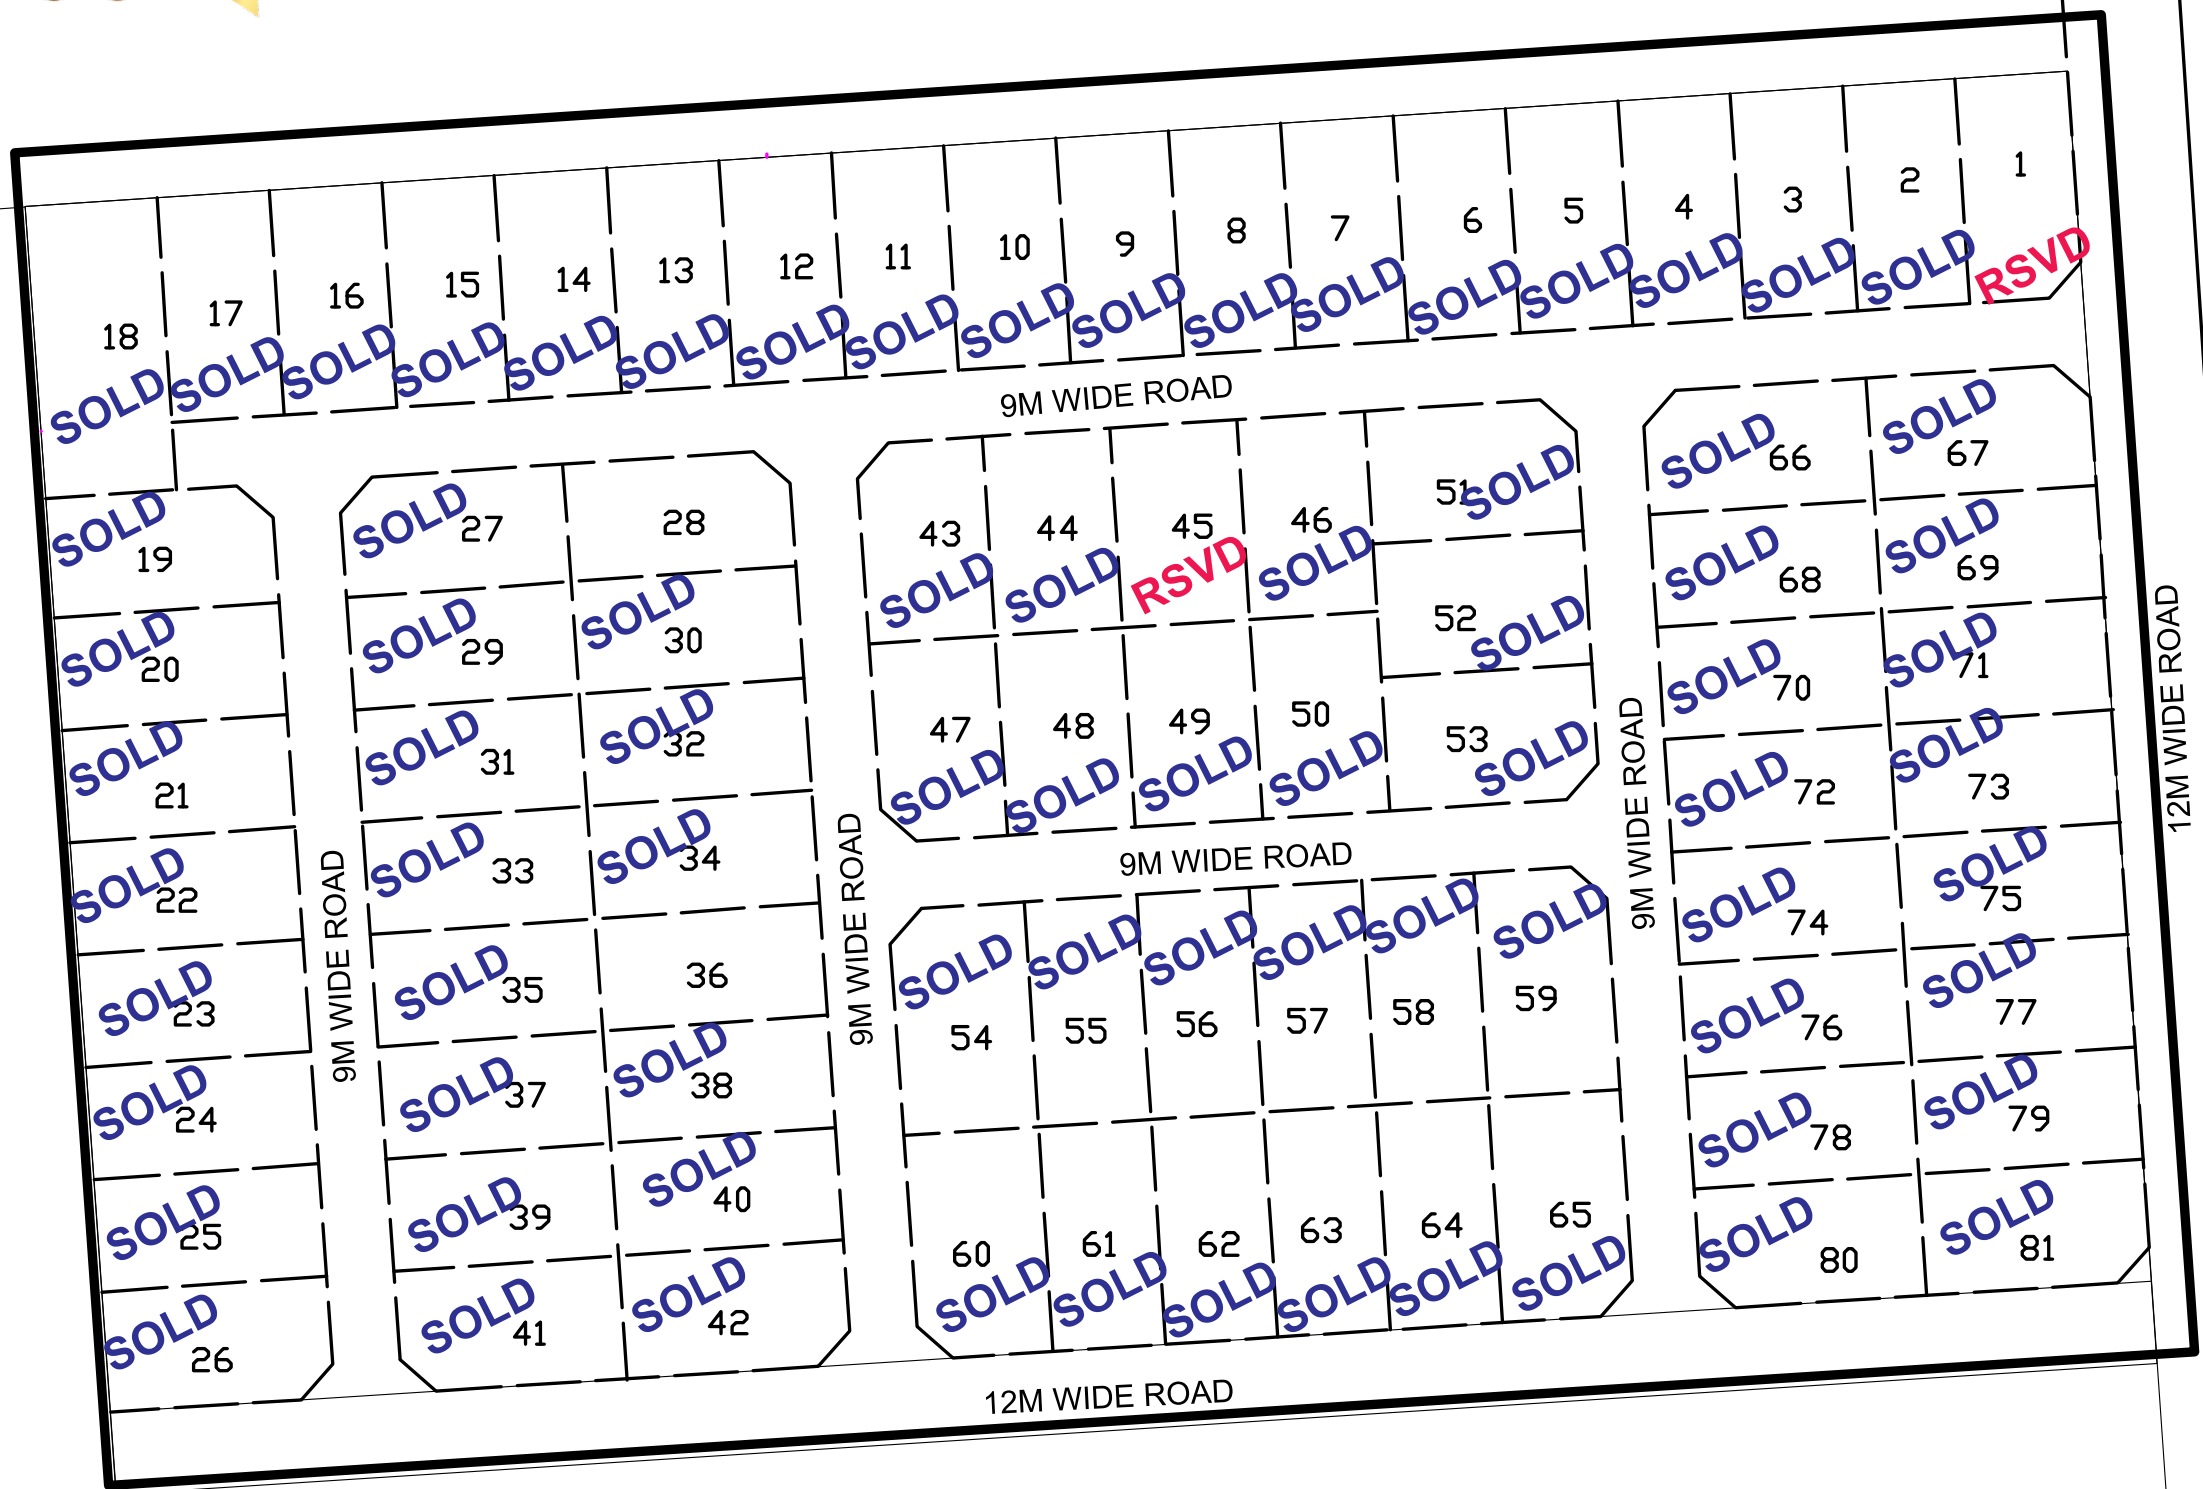 1
RSVD
2
SOLD
3
SOLD
4
SOLD
5
SOLD
6
SOLD
7
SOLD
8
SOLD
9
SOLD
10
SOLD
11
SOLD
12
SOLD
13
SOLD
14
SOLD
15
SOLD
16
SOLD
17
SOLD
18
SOLD
9M WIDE ROAD
SOLD
19
SOLD
20
SOLD
21
SOLD
22
SOLD
23
SOLD
24
SOLD
25
SOLD
26
9M WIDE ROAD
SOLD
27
28
SOLD
29
SOLD
30
SOLD
31
SOLD
32
SOLD
33
SOLD
34
SOLD
35
36
SOLD
37
SOLD
38
SOLD
39
SOLD
40
SOLD
41
SOLD
42
9M WIDE ROAD
43
SOLD
44
SOLD
45
RSVD
46
SOLD
47
SOLD
48
SOLD
49
SOLD
50
SOLD
51
SOLD
52
SOLD
53
SOLD
9M WIDE ROAD
SOLD
54
SOLD
55
SOLD
56
SOLD
57
SOLD
58
SOLD
59
60
SOLD
61
SOLD
62
SOLD
63
SOLD
64
SOLD
65
SOLD
9M WIDE ROAD
SOLD
66
SOLD
67
SOLD
68
SOLD
69
SOLD
70
SOLD
71
SOLD
72
SOLD
73
SOLD
74
SOLD
75
SOLD
76
SOLD
77
SOLD
78
SOLD
79
SOLD
80
SOLD
81
12M WIDE ROAD
12M WIDE ROAD